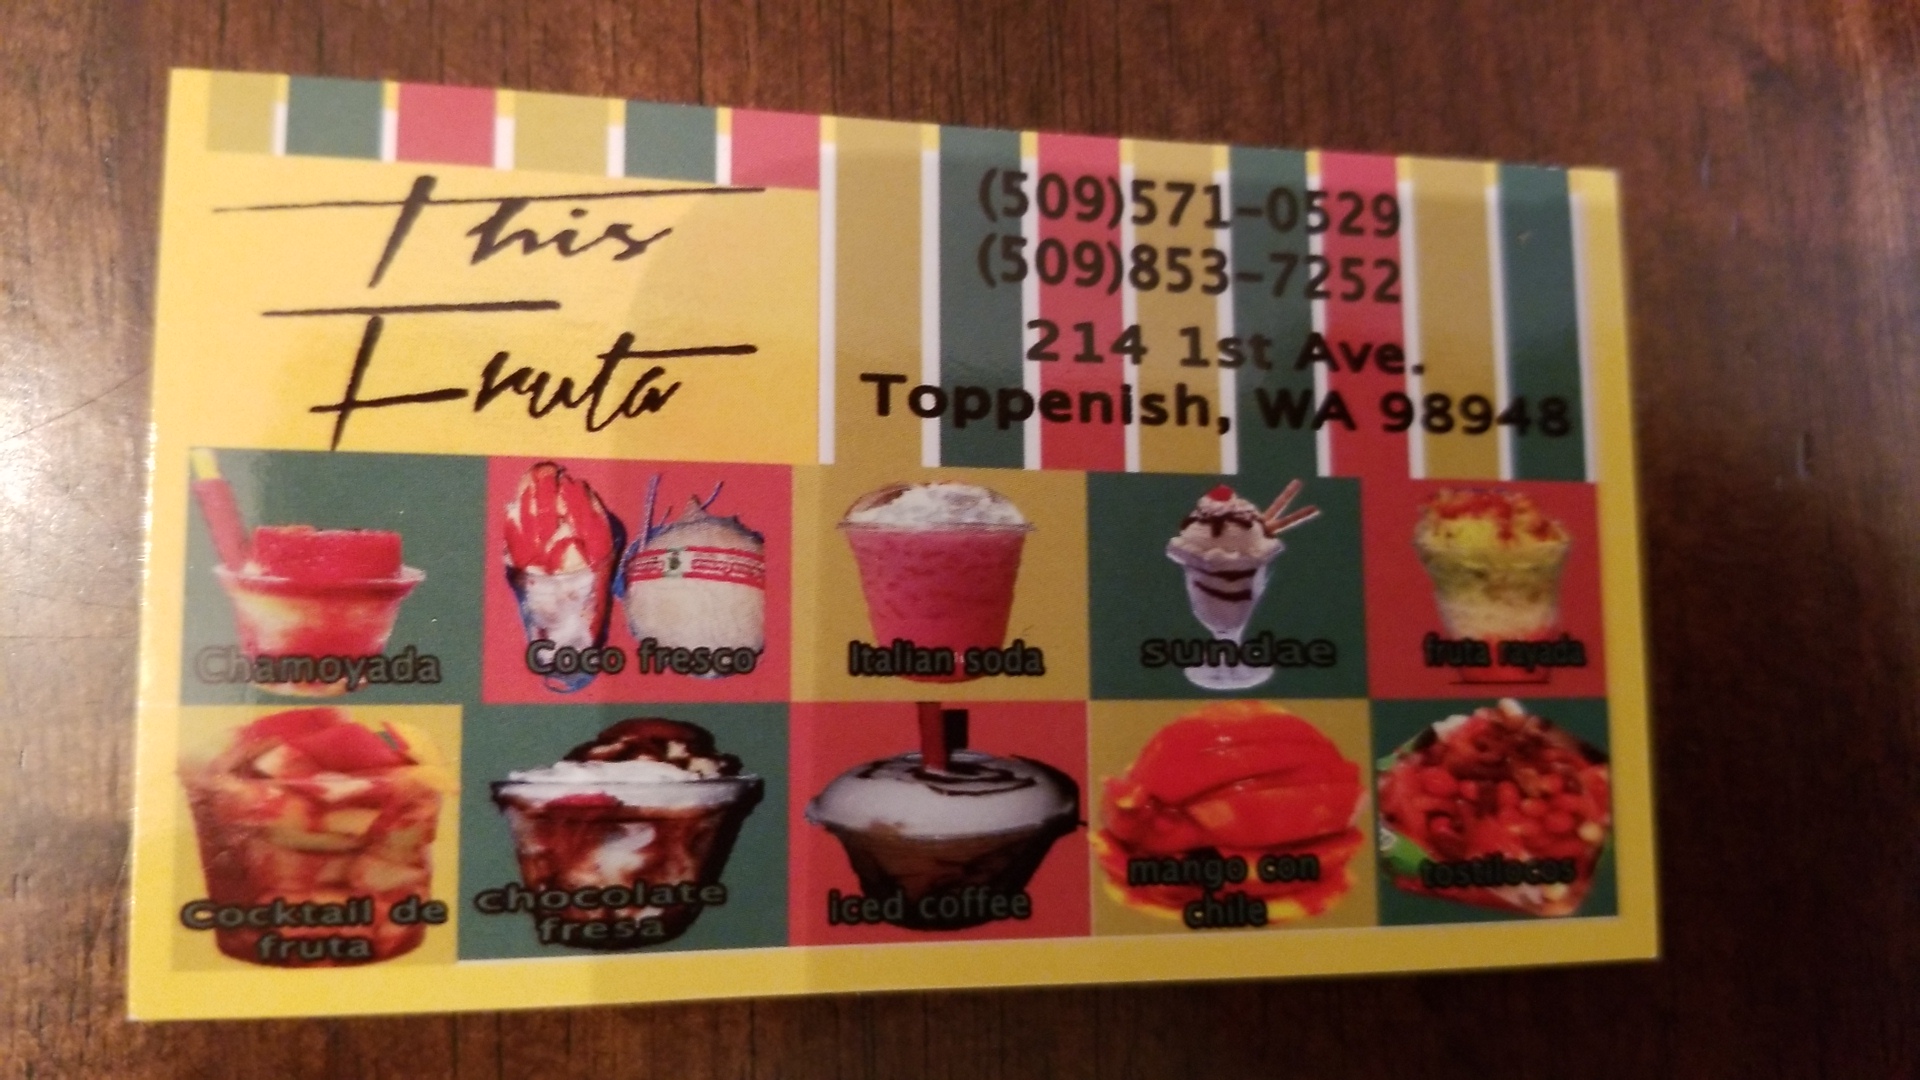 This
Fruta
(509)571-0529
(509)853-7252
214 1st Ave.
Toppenish, WA 98948
Chamoyada
Coco fresco
Italian soda
sundae
fruta rayada
Cocktail de
fruta
chocolate
fresa
iced coffee
mango con
chile
tostilocos